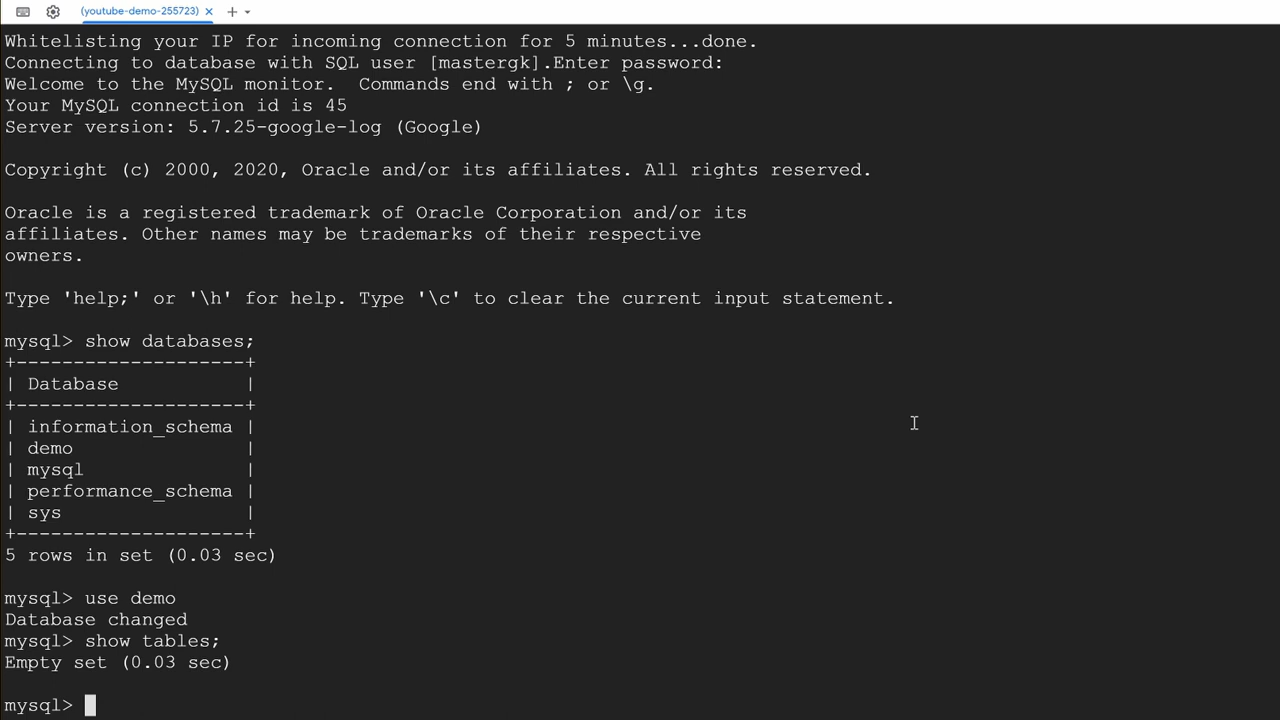 (youtube-demo-255723)
Whitelisting your IP for incoming connection for 5 minutes...done.
Connecting to database with SQL user [mastergk].Enter password:
Welcome to the MySQL monitor.  Commands end with ; or \g.
Your MySQL connection id is 45
Server version: 5.7.25-google-log (Google)
Copyright (c) 2000, 2020, Oracle and/or its affiliates. All rights reserved.
Oracle is a registered trademark of Oracle Corporation and/or its
affiliates. Other names may be trademarks of their respective
owners.
Type 'help;' or '\h' for help. Type '\c' to clear the current input statement.
mysql> show databases;
+--------------------+
| Database           |
+--------------------+
| information_schema |
| demo               |
| mysql              |
| performance_schema |
| sys                |
+--------------------+
5 rows in set (0.03 sec)
mysql> use demo
Database changed
mysql> show tables;
Empty set (0.03 sec)
mysql>